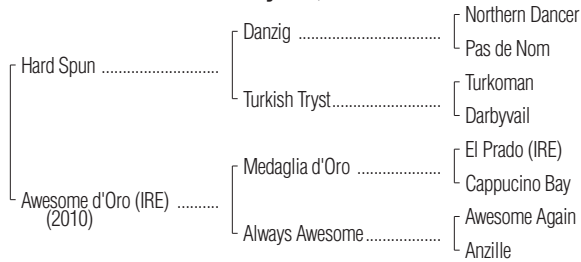 Northern Dancer
Danzig ..............................
Pas de Nom
Hard Spun ...........................
Turkoman
Turkish Tryst......................
Darbyvail
El Prado (IRE)
Medaglia d'Oro ...................
Cappucino Bay
Awesome d'Oro (IRE) ..........
(2010)
Awesome Again
Always Awesome.................
Anzille